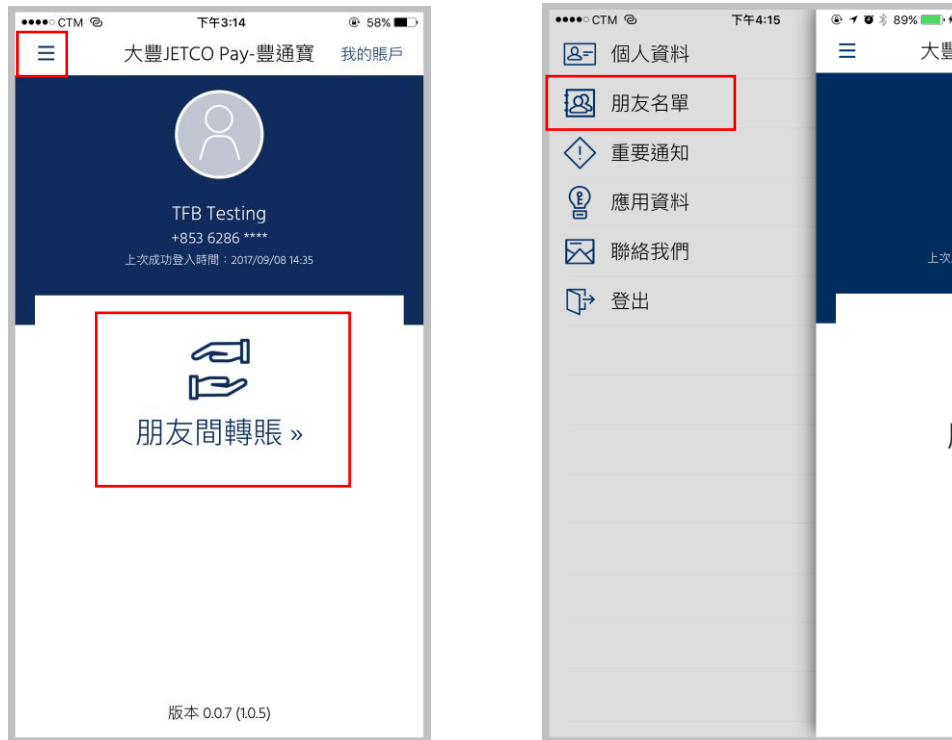 CTM 下午3:14 58%
大豐JETCO Pay-豐通寶 我的賬戶
TFB Testing
+853 6286 ****
上次成功登入時間：2017/09/08 14:35
朋友間轉賬 »
版本 0.0.7 (1.0.5)
CTM 下午4:15
個人資料
朋友名單
重要通知
應用資料
聯絡我們
登出
89%
大豐
上次